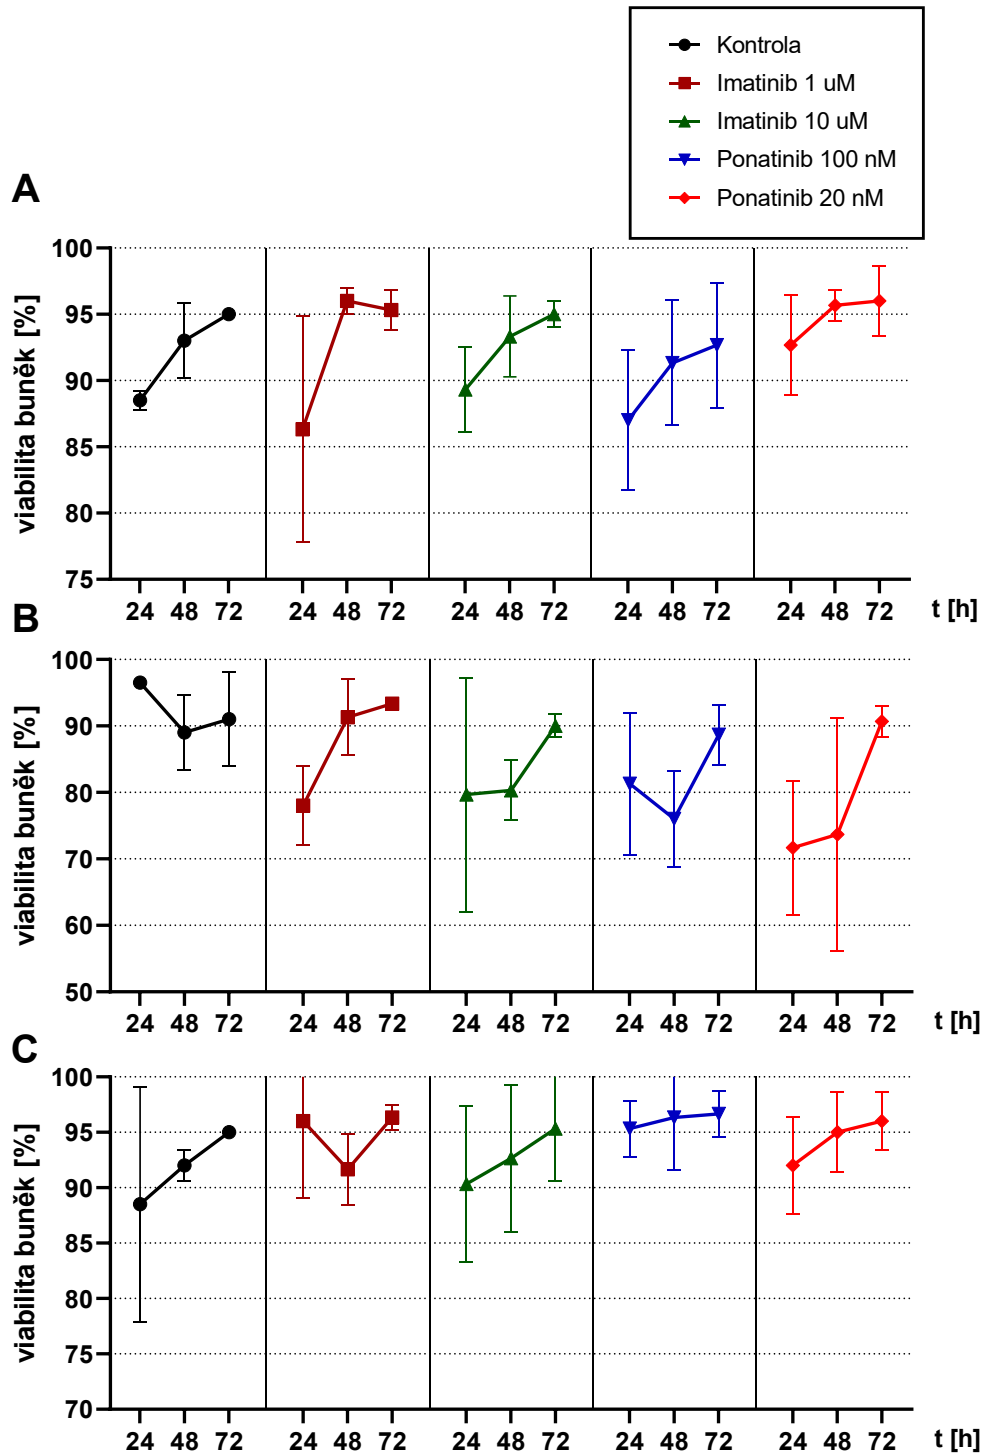 Kontrola
Imatinib 1 uM
Imatinib 10 uM
Ponatinib 100 nM
Ponatinib 20 nM
A
viabilita buněk [%]
100
95
90
85
80
75
24 48 72 24 48 72 24 48 72 24 48 72 24 48 72 t [h]
B
viabilita buněk [%]
100
90
80
70
60
50
24 48 72 24 48 72 24 48 72 24 48 72 24 48 72 t [h]
C
viabilita buněk [%]
100
95
90
85
80
75
70
24 48 72 24 48 72 24 48 72 24 48 72 24 48 72 t [h]